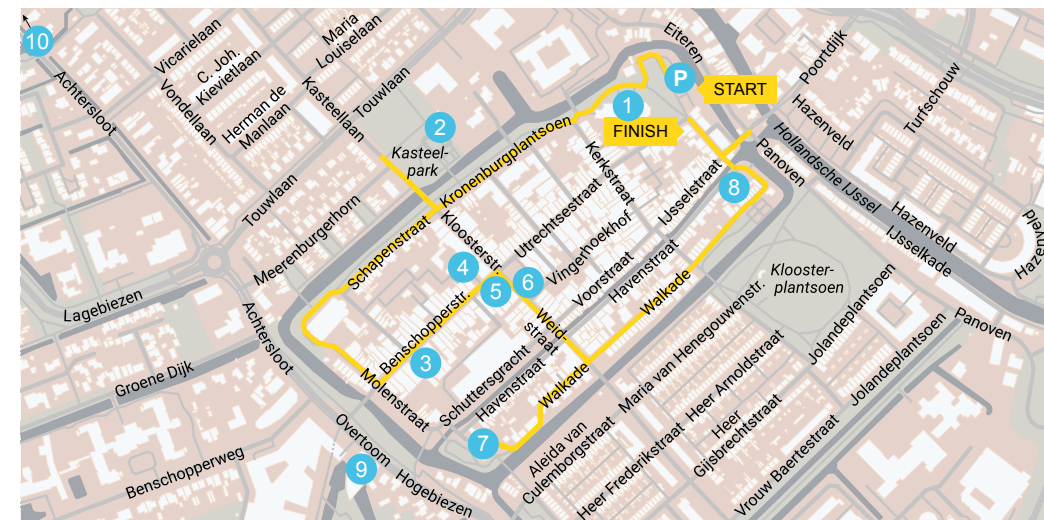 10
Achtersloot
Vicarielaan
C. Joh.
Kievietlaan
Vondellaan
Herman de
Manlaan
Maria
Louiselaan
Kasteellaan
Touwlaan
Touwlaan
2
Kasteel-
park
Eiteren
P
START
1
FINISH
Poortdijk
Hazenveld
Turfschouw
Hollandsche IJssel
Panoven
Hazenveld
IJsselkade
Hazenveld
Kronenburgplantsoen
Kerkstraat
IJsselstraat
8
Utrechtsestraat
Vingerhoekhof
Meerenburgerhorn
Schapenstraat
Kloosterstr.
4
5
6
Voorstraat
Havenstraat
Walkade
Klooster-
plantsoen
Lagebiezen
Achtersloot
Groene Dijk
Benschopperstr.
Weid-
straat
3
Molenstraat
Schuttersgracht
Havenstraat
Walkade
7
Maria van Henegouwenstr.
Heer Arnoldstraat
Jolandeplantsoen
Jolandeplantsoen
Panoven
Overtoom
9
Hogebiezen
Benschopperweg
Aleida van
Culemborgstraat
Heer Frederikstraat
Heer
Gijsbrechtstraat
Vrouw Baertestraat